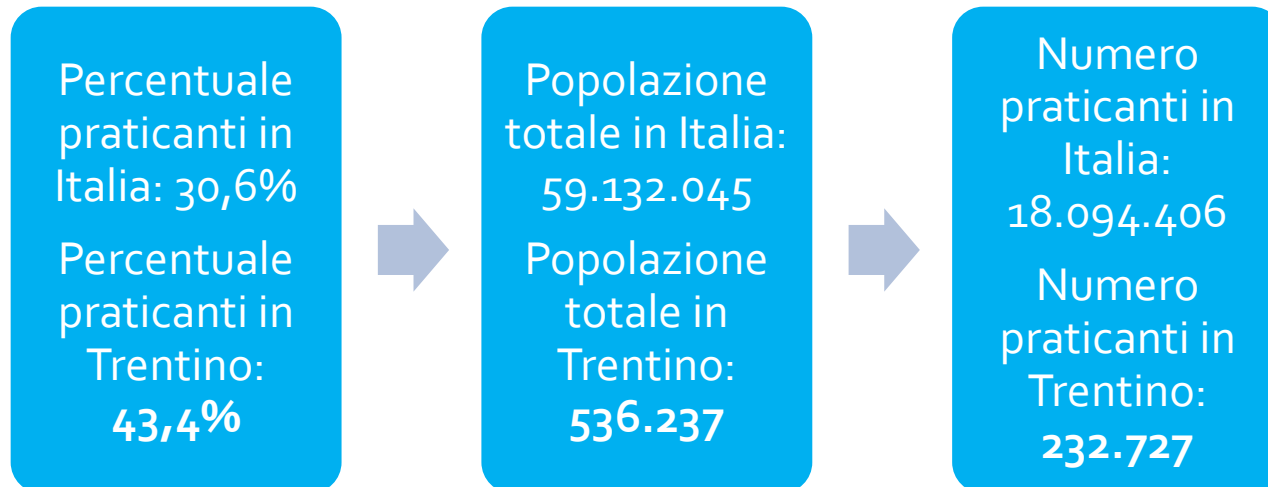 Percentuale
praticanti in
Italia: 30,6%
Percentuale
praticanti in
Trentino:
43,4%
Popolazione
totale in Italia:
59.132.045
Popolazione
totale in
Trentino:
536.237
Numero
praticanti in
Italia:
18.094.406
Numero
praticanti in
Trentino:
232.727